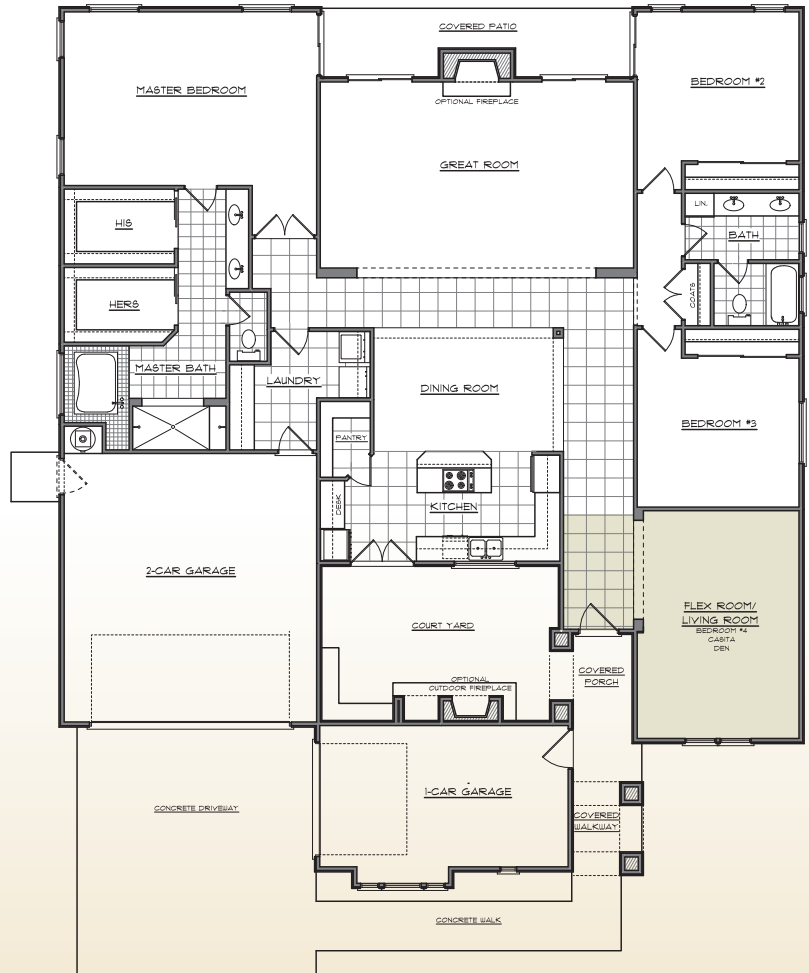 COVERED PATIO
MASTER BEDROOM
BEDROOM #2
OPTIONAL FIREPLACE
GREAT ROOM
HIS
LIN.
BATH
HERS
COATS
MASTER BATH
LAUNDRY
DINING ROOM
BEDROOM #3
PANTRY
DESK
KITCHEN
2-CAR GARAGE
FLEX ROOM/
LIVING ROOM
BEDROOM #4
CASITA
DEN
COURT YARD
COVERED
PORCH
OPTIONAL
OUTDOOR FIREPLACE
1-CAR GARAGE
CONCRETE DRIVEWAY
COVERED
WALKWAY
CONCRETE WALK